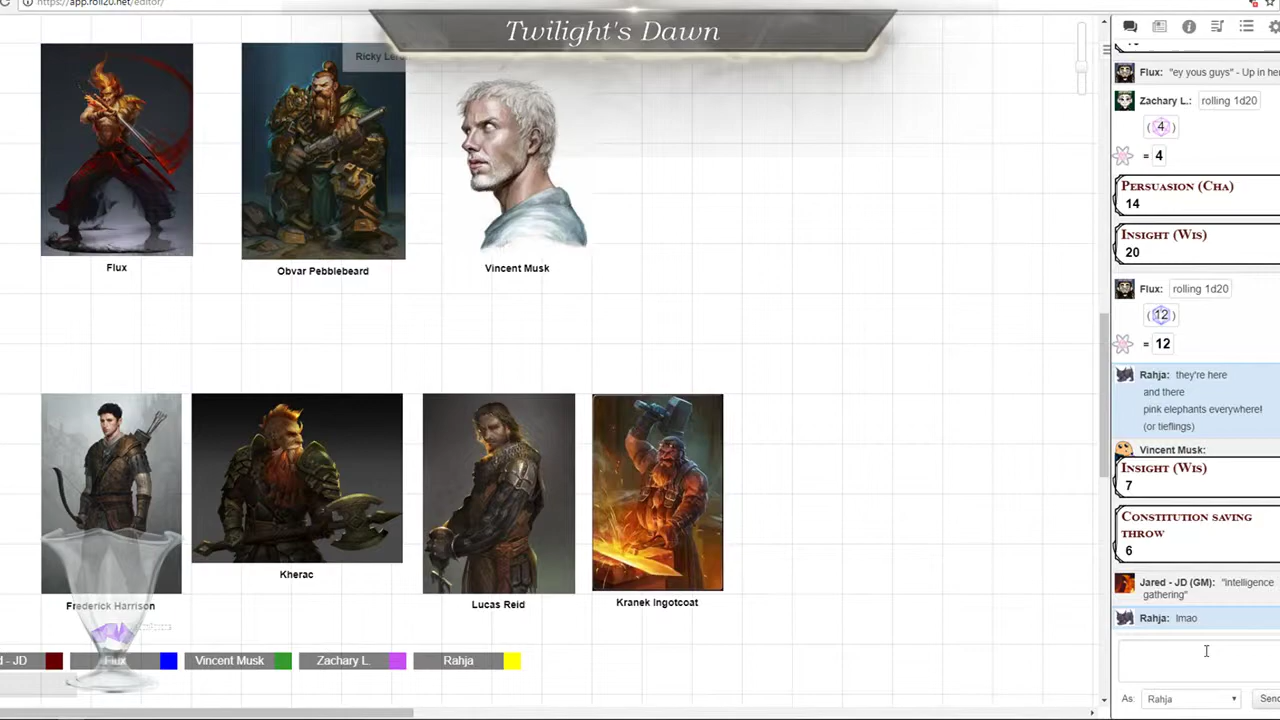 https://app.roll20.net/editor/
Twilight's Dawn
Ricky
Flux
Obvar Pebblebeard
Vincent Musk
Frederick Harrison
Kherac
Lucas Reid
Kranek Ingotcoat
- JD
Flux
Vincent Musk
Zachary L.
Rahja
Flux: "ey yous guys" - Up in
Zachary L.: rolling 1d20
(4)
= 4
PERSUASION (CHA)
14
INSIGHT (WIS)
20
Flux: rolling 1d20
(12)
= 12
Rahja: they're here
and there
pink elephants everywhere!
(or tieflings)
Vincent Musk:
INSIGHT (WIS)
7
CONSTITUTION SAVING
THROW
6
Jared - JD (GM): "intelligence
gathering"
Rahja: lmao
As: Rahja
Send